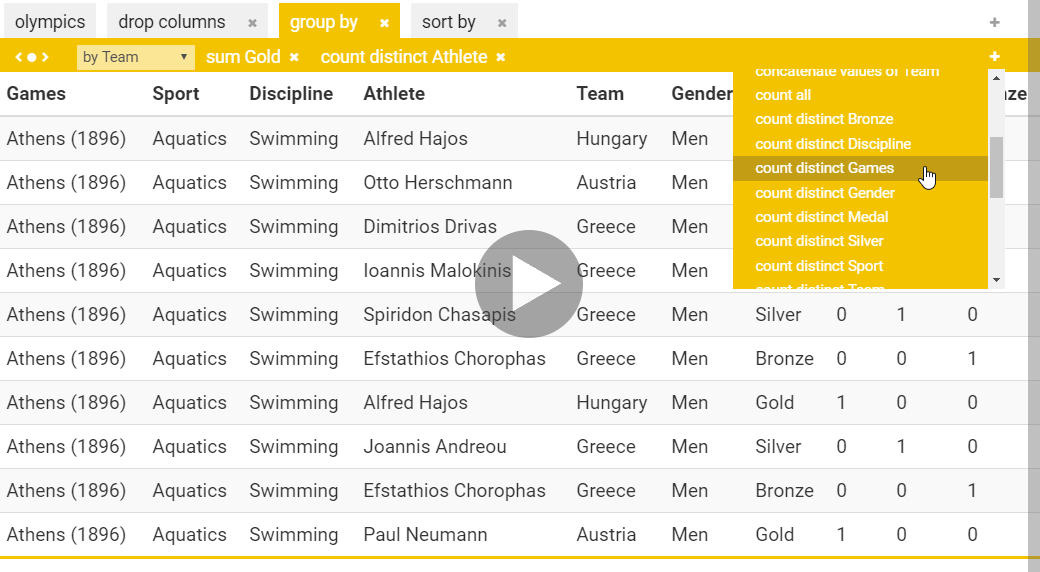 olympics drop columns × group by × sort by × +
< ● > by Team ▼ sum Gold × count distinct Athlete × +
concatenate values of Team
count all
count distinct Bronze
count distinct Discipline
count distinct Games
count distinct Gender
count distinct Medal
count distinct Silver
count distinct Sport
count distinct Team
Games Sport Discipline Athlete Team Gender nze
Athens (1896) Aquatics Swimming Alfred Hajos Hungary Men
Athens (1896) Aquatics Swimming Otto Herschmann Austria Men
Athens (1896) Aquatics Swimming Dimitrios Drivas Greece Men
Athens (1896) Aquatics Swimming Ioannis Malokinis Greece Men
Athens (1896) Aquatics Swimming Spiridon Chasapis Greece Men Silver 0 1 0
Athens (1896) Aquatics Swimming Efstathios Chorophas Greece Men Bronze 0 0 1
Athens (1896) Aquatics Swimming Alfred Hajos Hungary Men Gold 1 0 0
Athens (1896) Aquatics Swimming Joannis Andreou Greece Men Silver 0 1 0
Athens (1896) Aquatics Swimming Efstathios Chorophas Greece Men Bronze 0 0 1
Athens (1896) Aquatics Swimming Paul Neumann Austria Men Gold 1 0 0